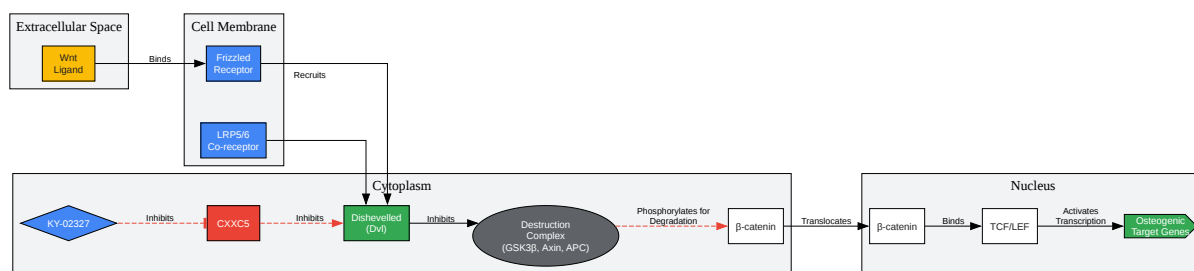 Extracellular Space
Cell Membrane
Wnt
Ligand
Binds
Frizzled
Receptor
Recruits
LRP5/6
Co-receptor
Cytoplasm
Nucleus
KY-02327
Inhibits
CXXC5
Inhibits
Dishevelled
(Dvl)
Inhibits
Destruction
Complex
(GSK3β, Axin, APC)
Phosphorylates for
Degradation
β-catenin
Translocates
β-catenin
Binds
TCF/LEF
Activates
Transcription
Osteogenic
Target Genes